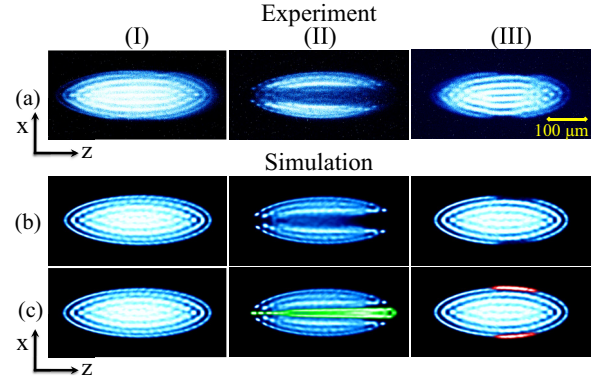 Experiment
(I) (II) (III)
(a)
x
z
100 μm
Simulation
(b)
(c)
x
z